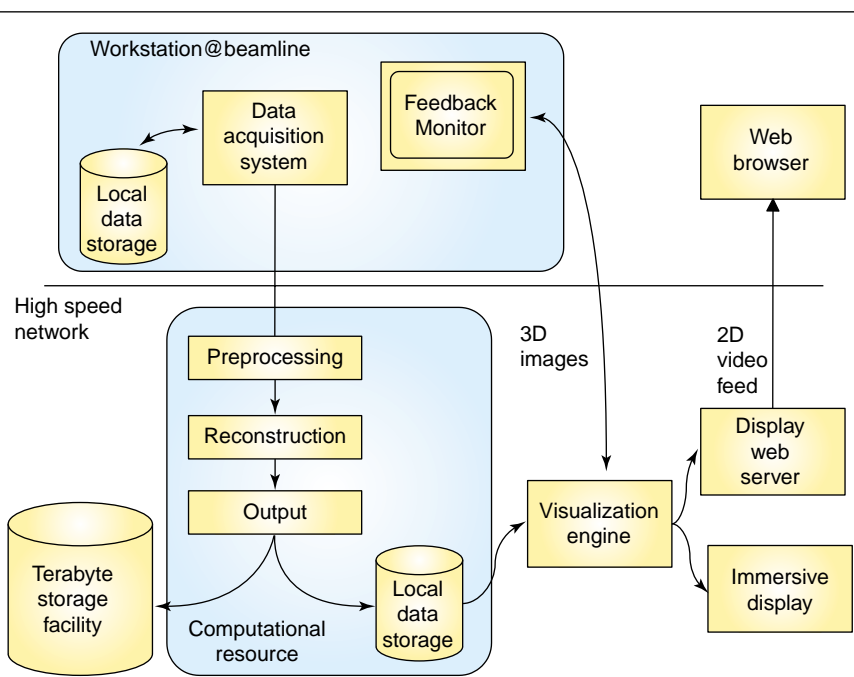 Workstation@beamline
Data
acquisition
system
Feedback
Monitor
Web
browser
Local
data
storage
High speed
network
3D
images
2D
video
feed
Preprocessing
Reconstruction
Output
Display
web
server
Visualization
engine
Terabyte
storage
facility
Local
data
storage
Immersive
display
Computational
resource